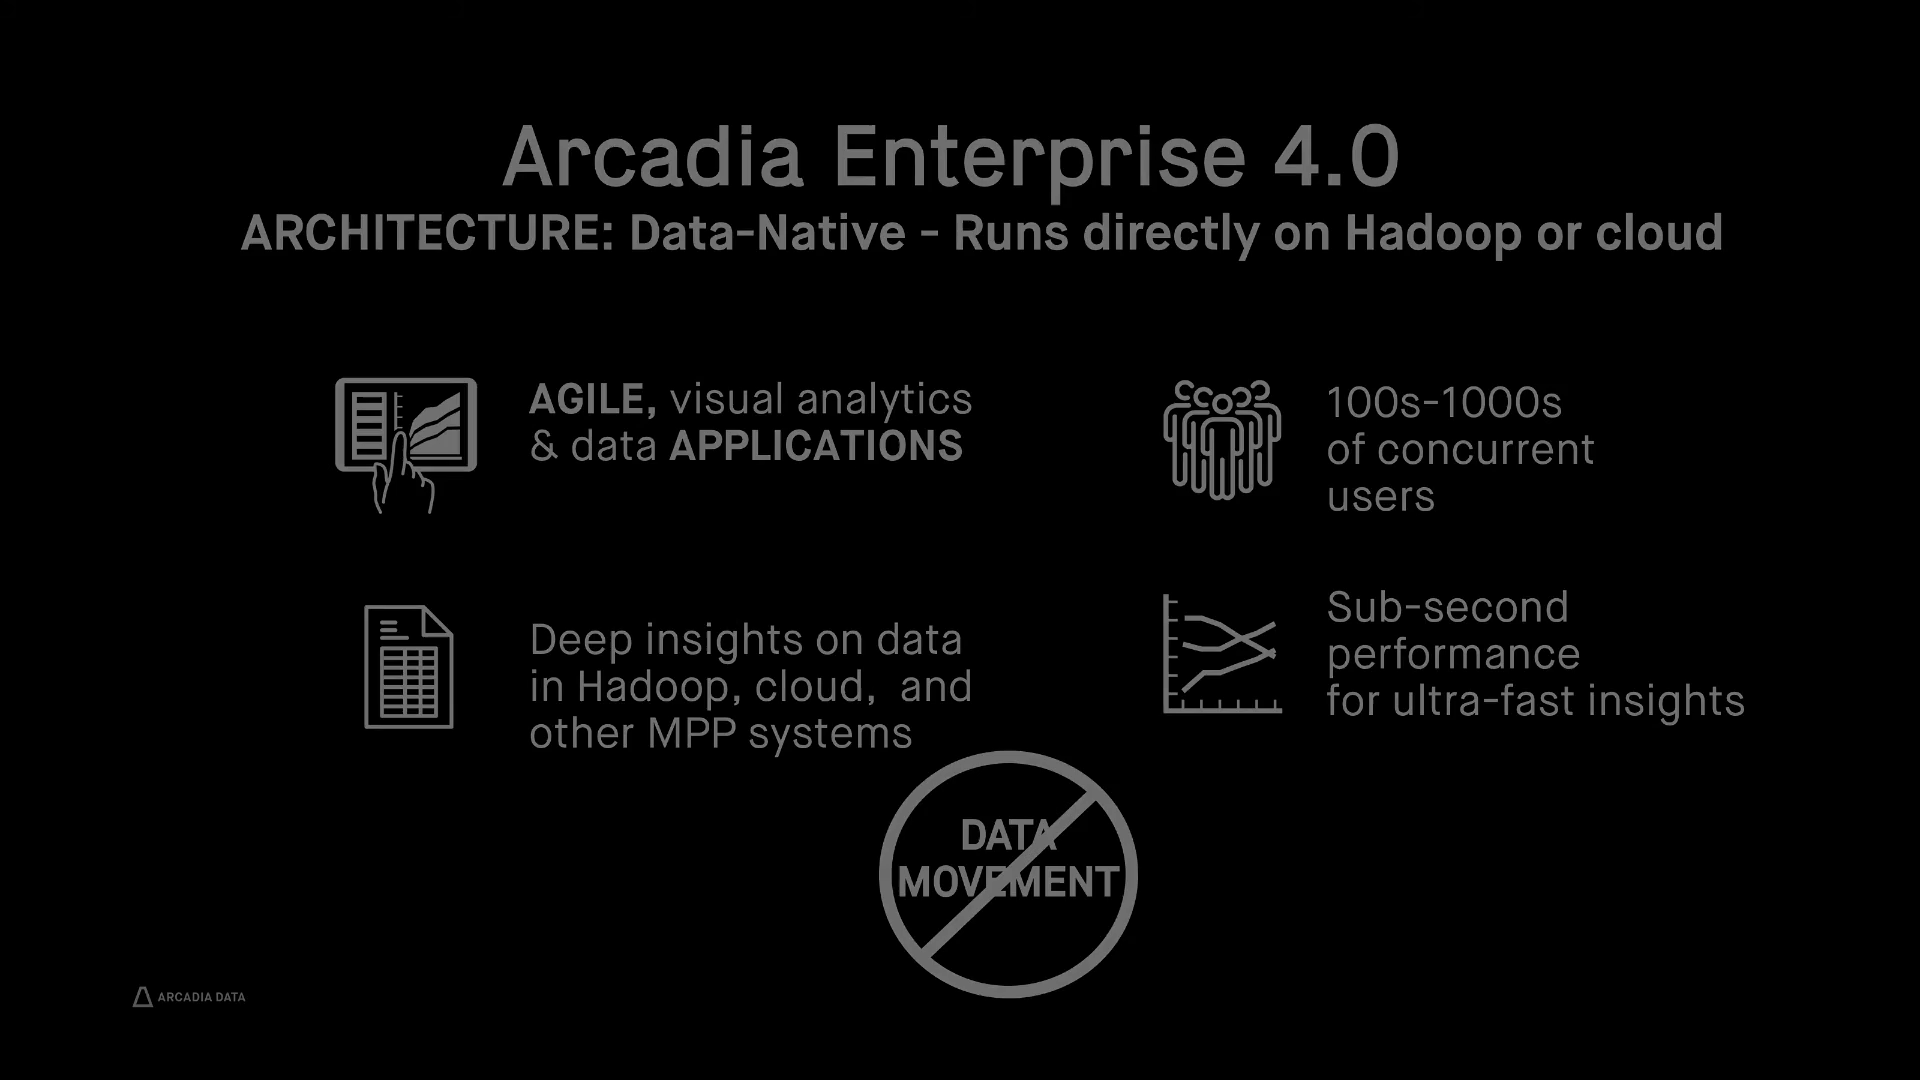 Arcadia Enterprise 4.0
ARCHITECTURE: Data-Native - Runs directly on Hadoop or cloud
AGILE, visual analytics
& data APPLICATIONS
100s-1000s
of concurrent
users
Deep insights on data
in Hadoop, cloud, and
other MPP systems
Sub-second
performance
for ultra-fast insights
DATA
MOVEMENT
ARCADIA DATA